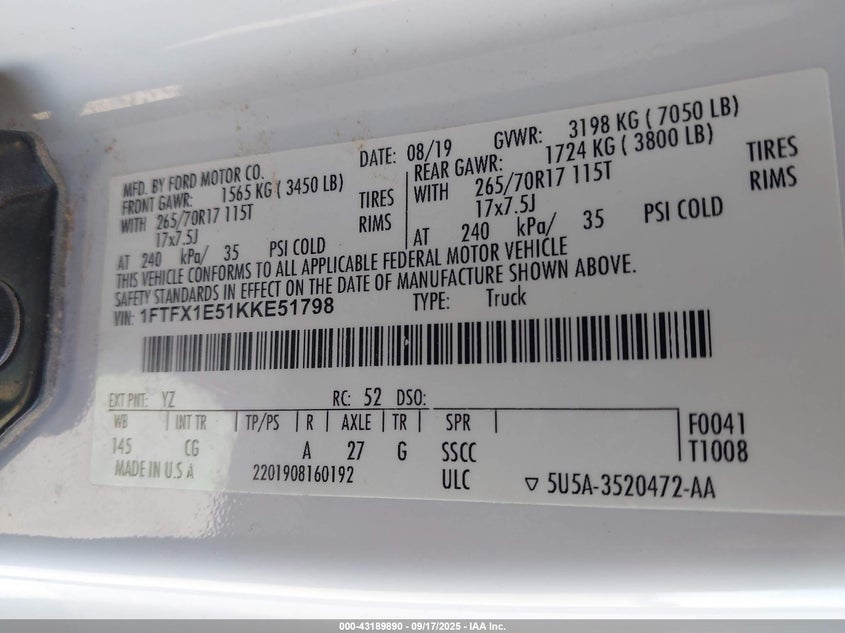 MFD. BY FORD MOTOR CO. DATE: 08/19 GVWR: 3198 KG ( 7050 LB)
FRONT GAWR: 1565 KG ( 3450 LB) REAR GAWR: 1724 KG ( 3800 LB)
WITH 265/70R17 115T TIRES WITH 265/70R17 115T TIRES
17x7.5J RIMS 17x7.5J RIMS
AT 240 kPa/ 35 PSI COLD AT 240 kPa/ 35 PSI COLD
THIS VEHICLE CONFORMS TO ALL APPLICABLE FEDERAL MOTOR VEHICLE
SAFETY STANDARDS IN EFFECT ON THE DATE OF MANUFACTURE SHOWN ABOVE.
VIN: 1FTFX1E51KKE51798 TYPE: Truck
EXT PNT: YZ RC: 52 DSO:
WB INT TR TP/PS R AXLE TR SPR F0041
145 CG A 27 G SSCC T1008
MADE IN U.S.A 2201908160192 ULC ▽ 5U5A-3520472-AA
000-43189890 - 09/17/2025 - IAA Inc.